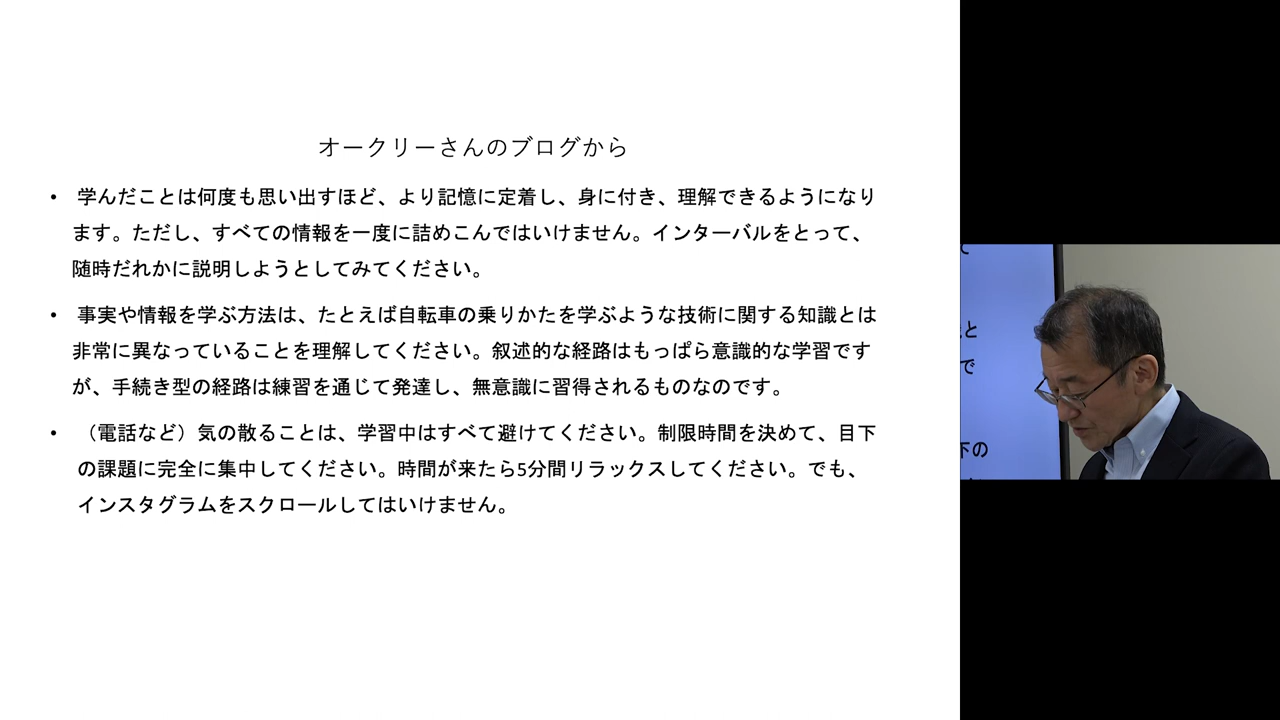 オークリーさんのブログから
• 学んだことは何度も思い出すほど、より記憶に定着し、身に付き、理解できるようになり
ます。ただし、すべての情報を一度に詰めこんではいけません。インターバルをとって、
随時だれかに説明しようとしてみてください。
• 事実や情報を学ぶ方法は、たとえば自転車の乗りかたを学ぶような技術に関する知識とは
非常に異なっていることを理解してください。叙述的な経路はもっぱら意識的な学習です
が、手続き型の経路は練習を通じて発達し、無意識に習得されるものなのです。
• （電話など）気の散ることは、学習中はすべて避けてください。制限時間を決めて、目下
の課題に完全に集中してください。時間が来たら5分間リラックスしてください。でも、
インスタグラムをスクロールしてはいけません。
て
と
で
下の